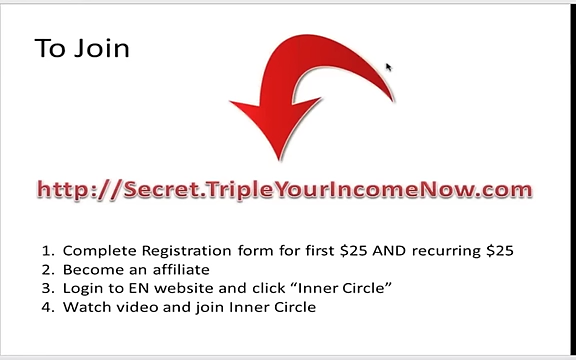 To Join
http://Secret.TripleYourIncomeNow.com
1. Complete Registration form for first $25 AND recurring $25
2. Become an affiliate
3. Login to EN website and click “Inner Circle”
4. Watch video and join Inner Circle